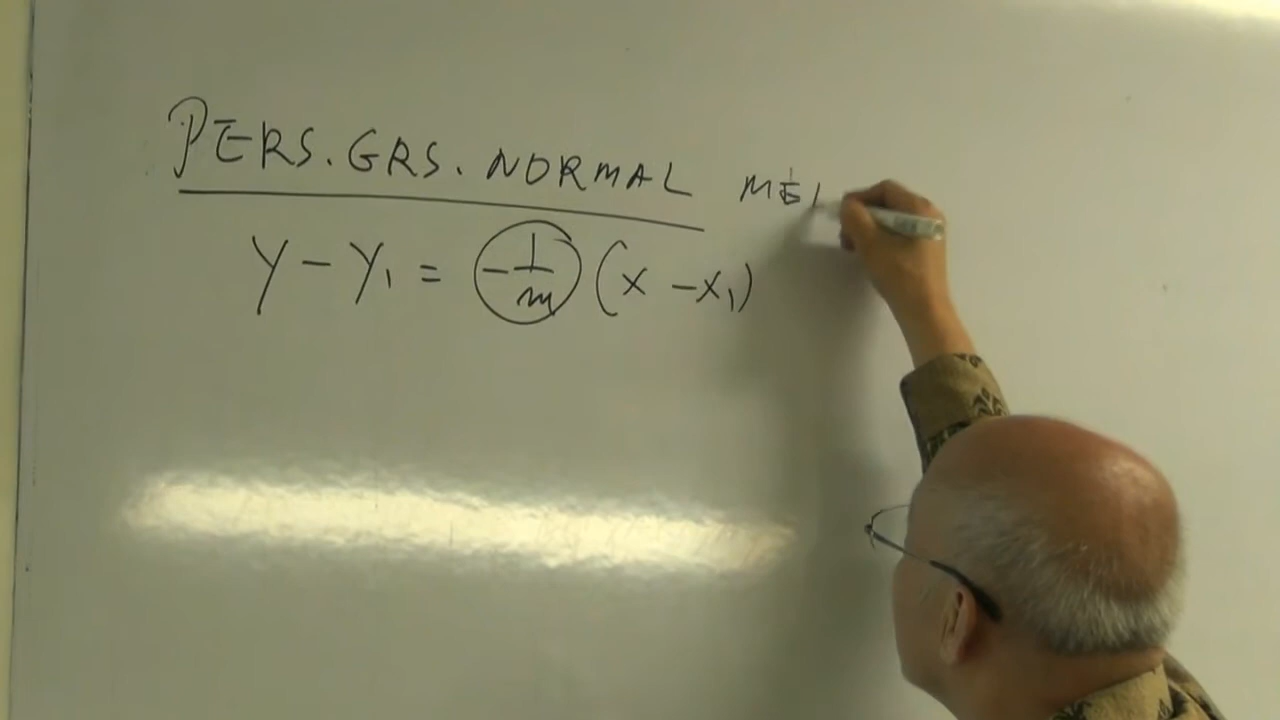 PERS. GRS. NORMAL
y - y₁ = -1/m (x - x₁)